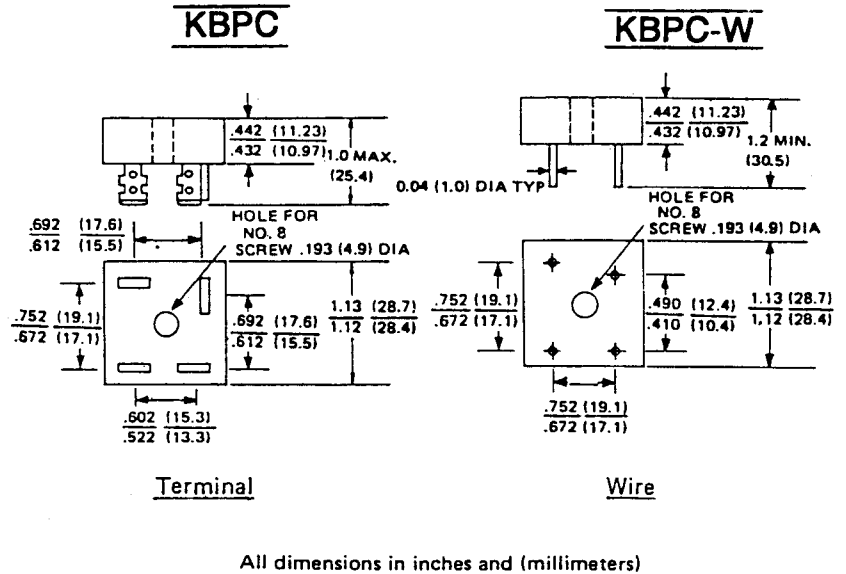 KBPC
.442 (11.23)
.432 (10.97)
1.0 MAX.
(25.4)
.692 (17.6)
.612 (15.5)
HOLE FOR
NO. 8
SCREW .193 (4.9) DIA
.752 (19.1)
.672 (17.1)
.692 (17.6)
.612 (15.5)
1.13 (28.7)
1.12 (28.4)
.602 (15.3)
.522 (13.3)
Terminal
KBPC-W
.442 (11.23)
.432 (10.97)
1.2 MIN.
(30.5)
0.04 (1.0) DIA TYP
HOLE FOR
NO. 8
SCREW .193 (4.9) DIA
.752 (19.1)
.672 (17.1)
.490 (12.4)
.410 (10.4)
1.13 (28.7)
1.12 (28.4)
.752 (19.1)
.672 (17.1)
Wire
All dimensions in inches and (millimeters)